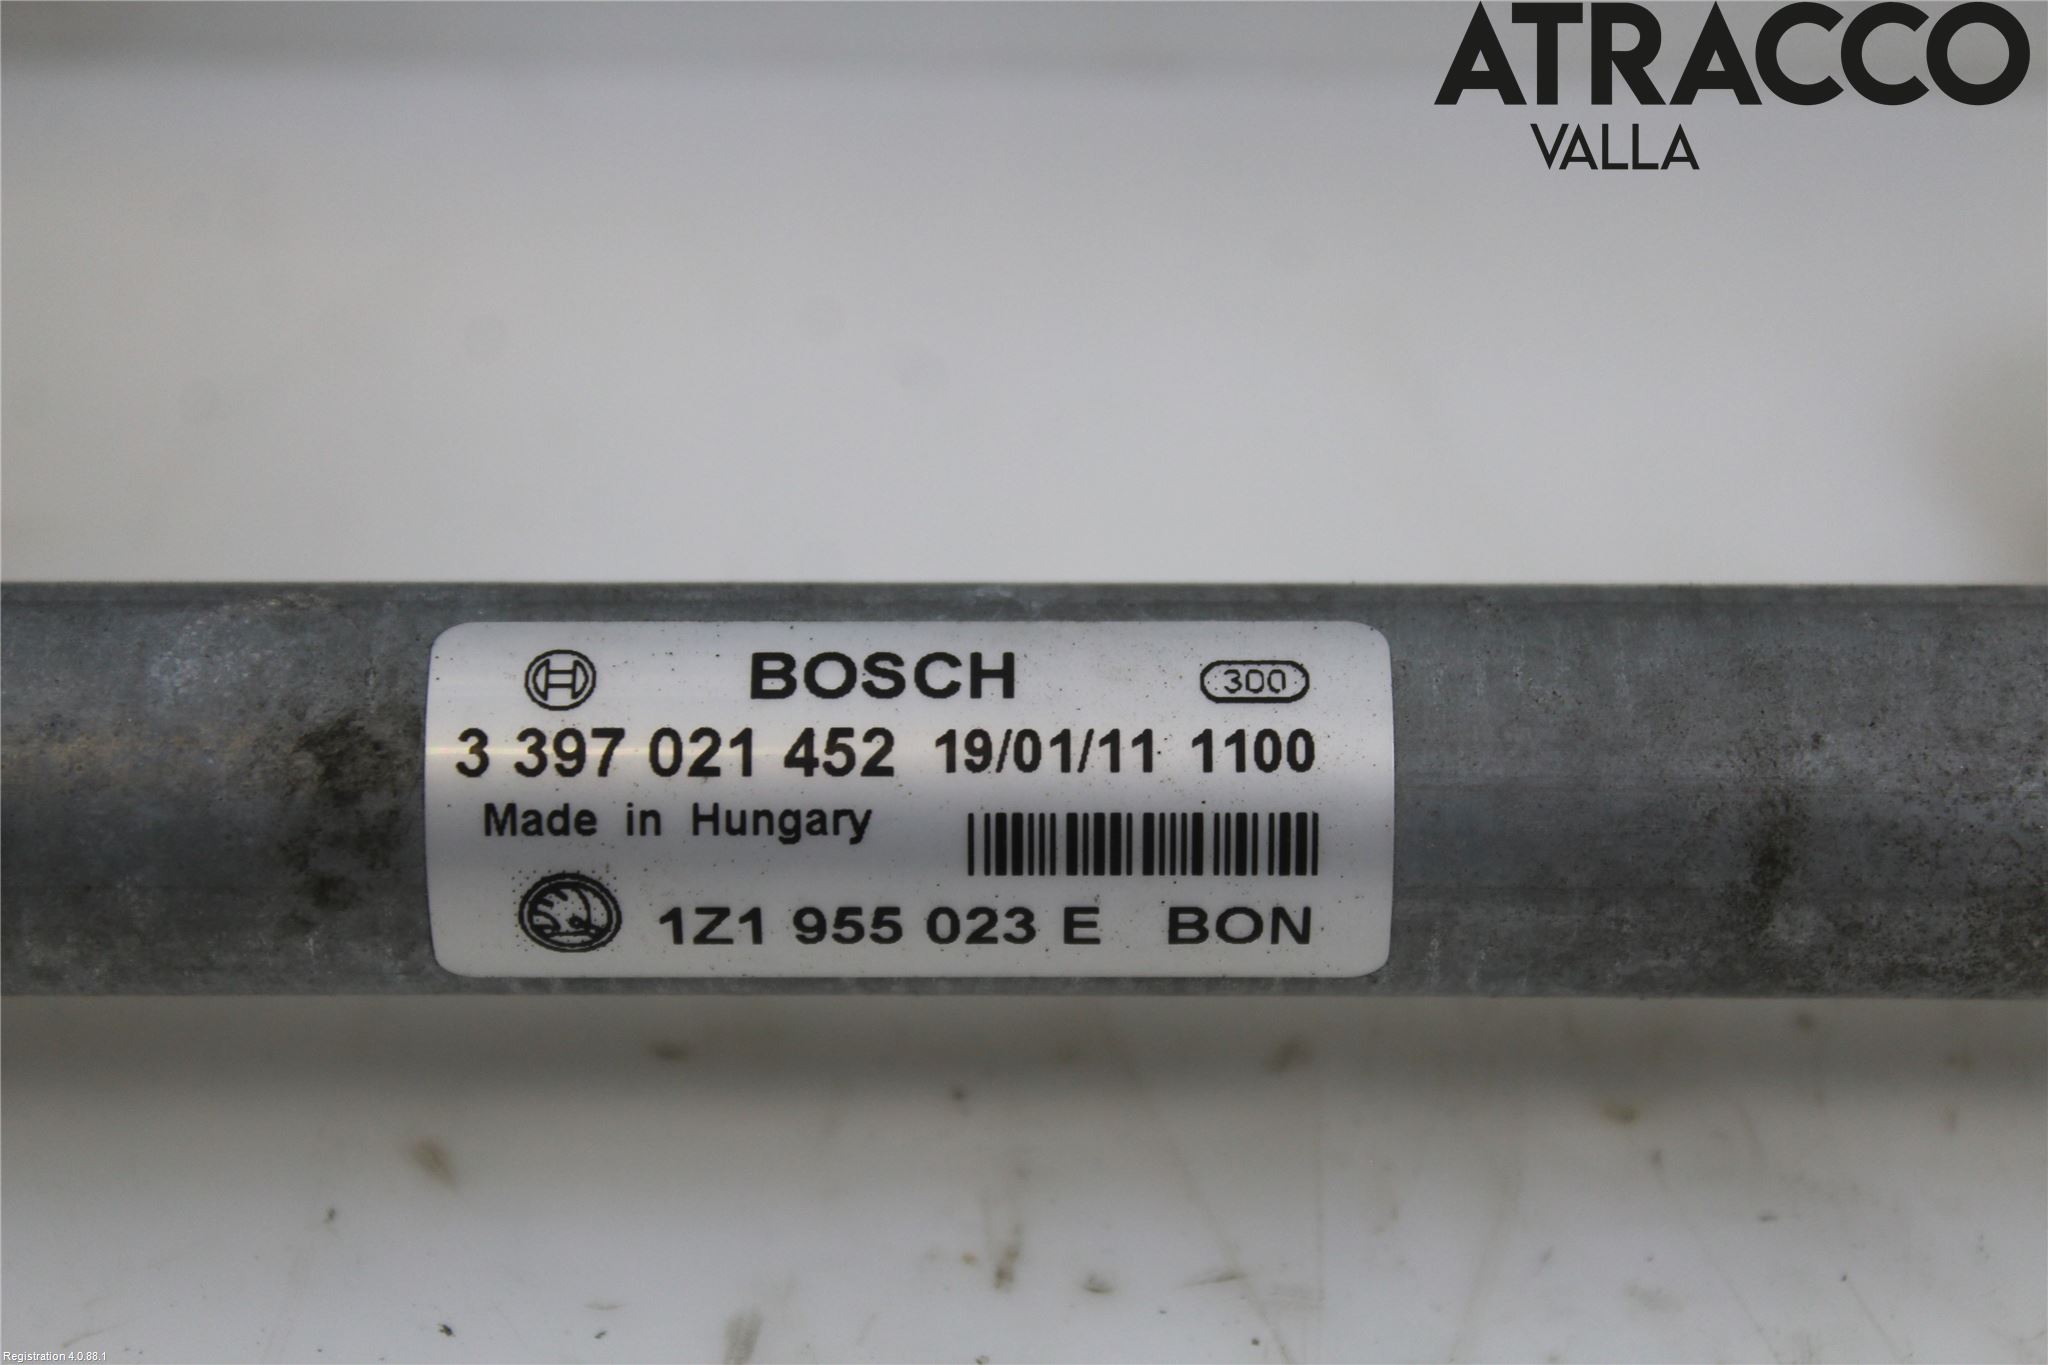 ATRACCO
VALLA
BOSCH 300
3 397 021 452 19/01/11 1100
Made in Hungary
1Z1 955 023 E BON
Registration 4.0.88.1